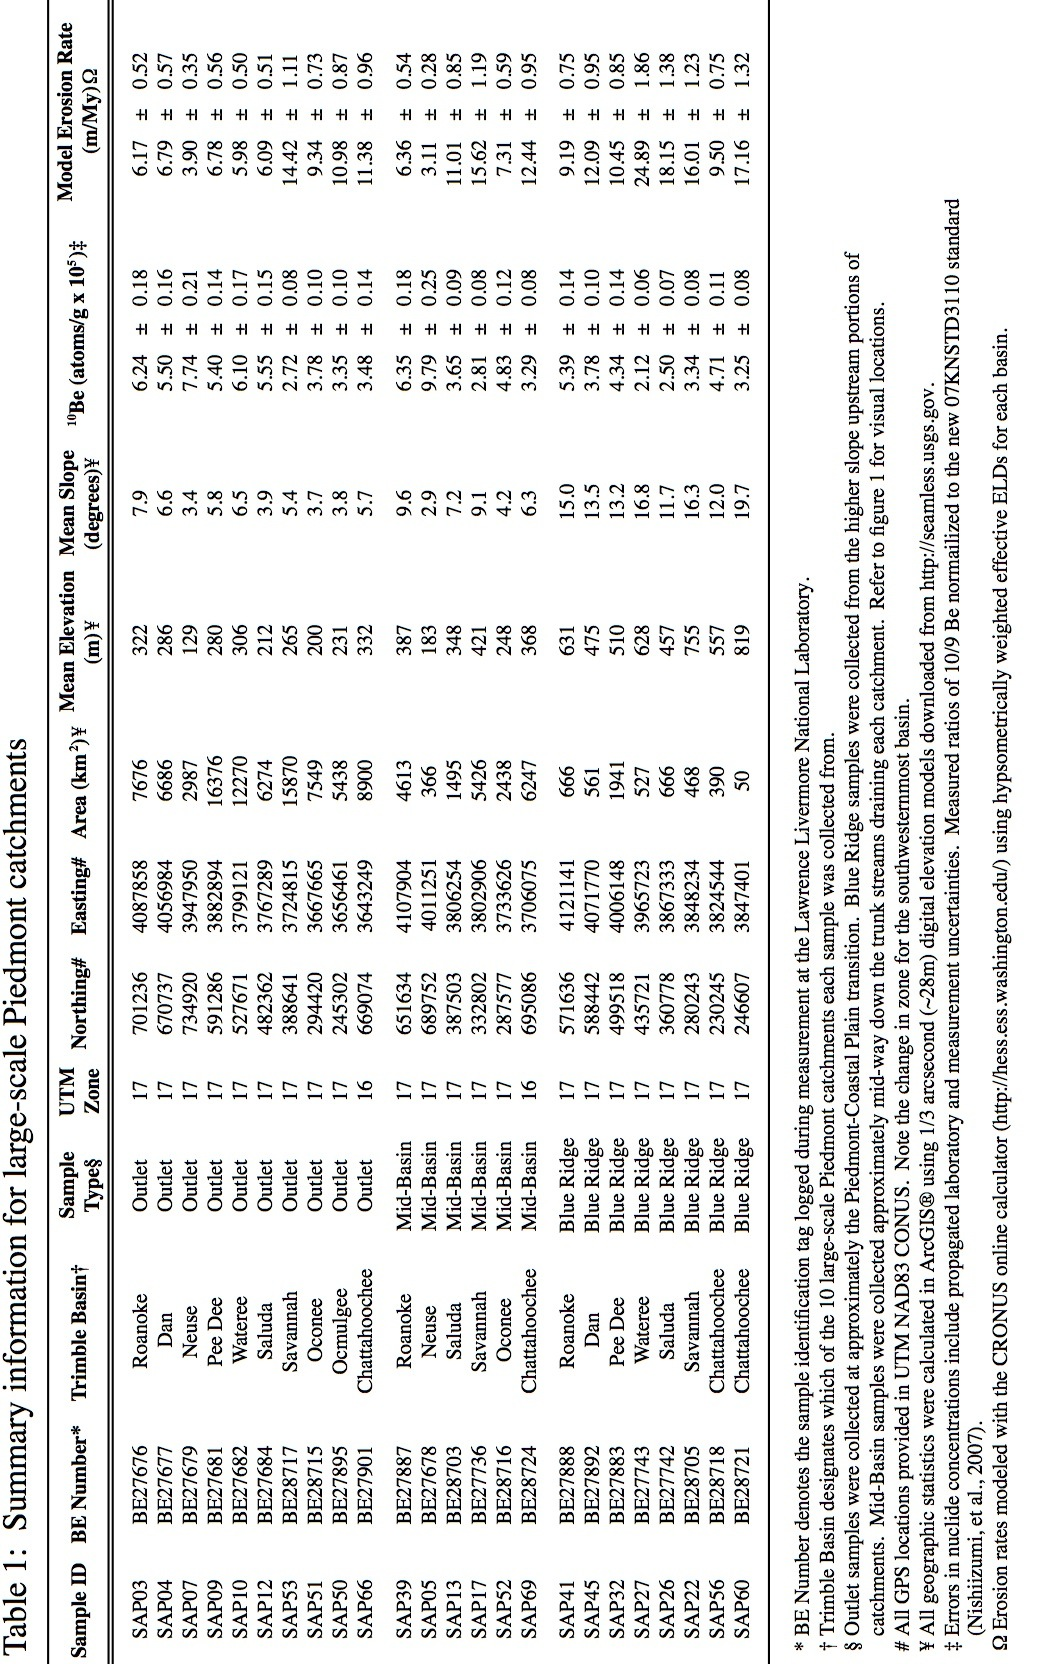 Table 1: Summary information for large-scale Piedmont catchments
Sample ID BE Number* Trimble Basin† Sample Type§ UTM Zone Northing# Easting# Area (km²)¥ Mean Elevation (m)¥ Mean Slope (degrees)¥ ¹⁰Be (atoms/g x 10⁵)‡ Model Erosion Rate (m/My)Ω
SAP03 BE27676 Roanoke Outlet 17 701236 4087858 7676 322 7.9 6.24 ± 0.18 6.17 ± 0.52
SAP04 BE27677 Dan Outlet 17 670737 4056984 6686 286 6.6 5.50 ± 0.16 6.79 ± 0.57
SAP07 BE27679 Neuse Outlet 17 734920 3947950 2987 129 3.4 7.74 ± 0.21 3.90 ± 0.35
SAP09 BE27681 Pee Dee Outlet 17 591286 3882894 16376 280 5.8 5.40 ± 0.14 6.78 ± 0.56
SAP10 BE27682 Wateree Outlet 17 527671 3799121 12270 306 6.5 6.10 ± 0.17 5.98 ± 0.50
SAP12 BE27684 Saluda Outlet 17 482362 3767289 6274 212 3.9 5.55 ± 0.15 6.09 ± 0.51
SAP53 BE28717 Savannah Outlet 17 388641 3724815 15870 265 5.4 2.72 ± 0.08 14.42 ± 1.11
SAP51 BE28715 Oconee Outlet 17 294420 3667665 7549 200 3.7 3.78 ± 0.10 9.34 ± 0.73
SAP50 BE27895 Ocmulgee Outlet 17 245302 3656461 5438 231 3.8 3.55 ± 0.10 10.98 ± 0.87
SAP66 BE27901 Chattahoochee Outlet 16 669074 3643249 8900 332 5.7 3.48 ± 0.14 11.38 ± 0.96
SAP39 BE27887 Roanoke Mid-Basin 17 651634 4107904 4613 387 9.6 6.35 ± 0.18 6.36 ± 0.54
SAP05 BE27678 Neuse Mid-Basin 17 689752 4011251 366 183 2.9 9.79 ± 0.25 3.11 ± 0.28
SAP13 BE28703 Saluda Mid-Basin 17 387503 3806254 1495 348 7.2 3.65 ± 0.09 11.01 ± 0.85
SAP17 BE27736 Savannah Mid-Basin 17 332802 3802906 5426 421 9.1 2.81 ± 0.08 15.62 ± 1.19
SAP52 BE28716 Oconee Mid-Basin 17 287577 3733626 2438 248 4.2 4.83 ± 0.12 7.31 ± 0.59
SAP69 BE28724 Chattahoochee Mid-Basin 16 695086 3706075 6247 368 6.3 3.29 ± 0.08 12.44 ± 0.95
SAP41 BE27888 Roanoke Blue Ridge 17 571636 4121141 666 631 15.0 5.39 ± 0.14 9.19 ± 0.75
SAP45 BE27892 Dan Blue Ridge 17 588442 4071770 561 475 13.5 3.78 ± 0.10 12.09 ± 0.95
SAP32 BE27883 Pee Dee Blue Ridge 17 499518 4006148 1941 510 13.2 4.34 ± 0.14 10.45 ± 0.85
SAP27 BE27743 Wateree Blue Ridge 17 435721 3965723 527 628 16.8 2.12 ± 0.06 24.89 ± 1.86
SAP26 BE27742 Saluda Blue Ridge 17 360778 3867333 666 457 11.7 2.50 ± 0.07 18.15 ± 1.38
SAP22 BE28705 Savannah Blue Ridge 17 280243 3848234 468 755 16.3 3.34 ± 0.08 16.01 ± 1.23
SAP56 BE28718 Chattahoochee Blue Ridge 17 230245 3824544 390 557 12.0 4.71 ± 0.11 9.50 ± 0.75
SAP60 BE28721 Chattahoochee Blue Ridge 17 246607 3847401 50 819 19.7 3.25 ± 0.08 17.16 ± 1.32
* BE Number denotes the sample identification tag logged during measurement at the Lawrence Livermore National Laboratory.
† Trimble Basin designates which of the 10 large-scale Piedmont catchments each sample was collected from.
§ Outlet samples were collected at approximately the Piedmont-Coastal Plain transition. Blue Ridge samples were collected from the higher slope upstream portions of
catchments. Mid-Basin samples were collected approximately mid-way down the trunk streams draining each catchment. Refer to figure 1 for visual locations.
# All GPS locations provided in UTM NAD83 CONUS. Note the change in zone for the southwesternmost basin.
¥ All geographic statistics were calculated in ArcGIS® using 1/3 arcsecond (~28m) digital elevation models downloaded from http://seamless.usgs.gov.
‡ Errors in nuclide concentrations include propagated laboratory and measurement uncertainties. Measured ratios of 10/9 Be normailized to the new 07KNSTD3110 standard
(Nishiizumi, et al., 2007).
Ω Erosion rates modeled with the CRONUS online calculator (http://hess.ess.washington.edu/) using hypsometrically weighted effective ELDs for each basin.